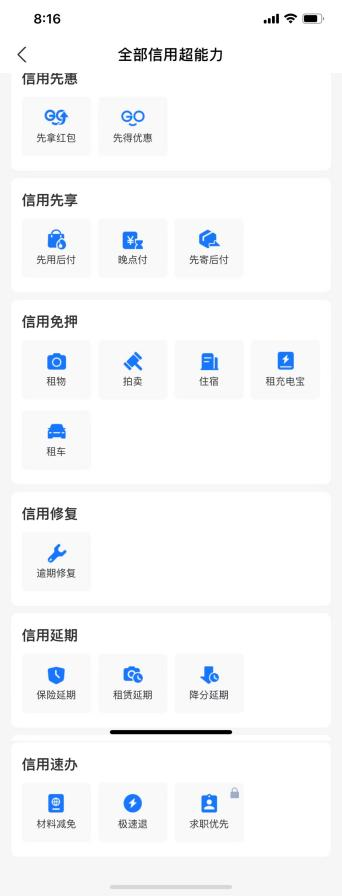 8:16
全部信用超能力
信用先惠
先拿红包
先得优惠
信用先享
先用后付
晚点付
先寄后付
信用免押
租物
拍卖
住宿
租充电宝
租车
信用修复
逾期修复
信用延期
保险延期
租赁延期
降分延期
信用速办
材料减免
极速退
求职优先